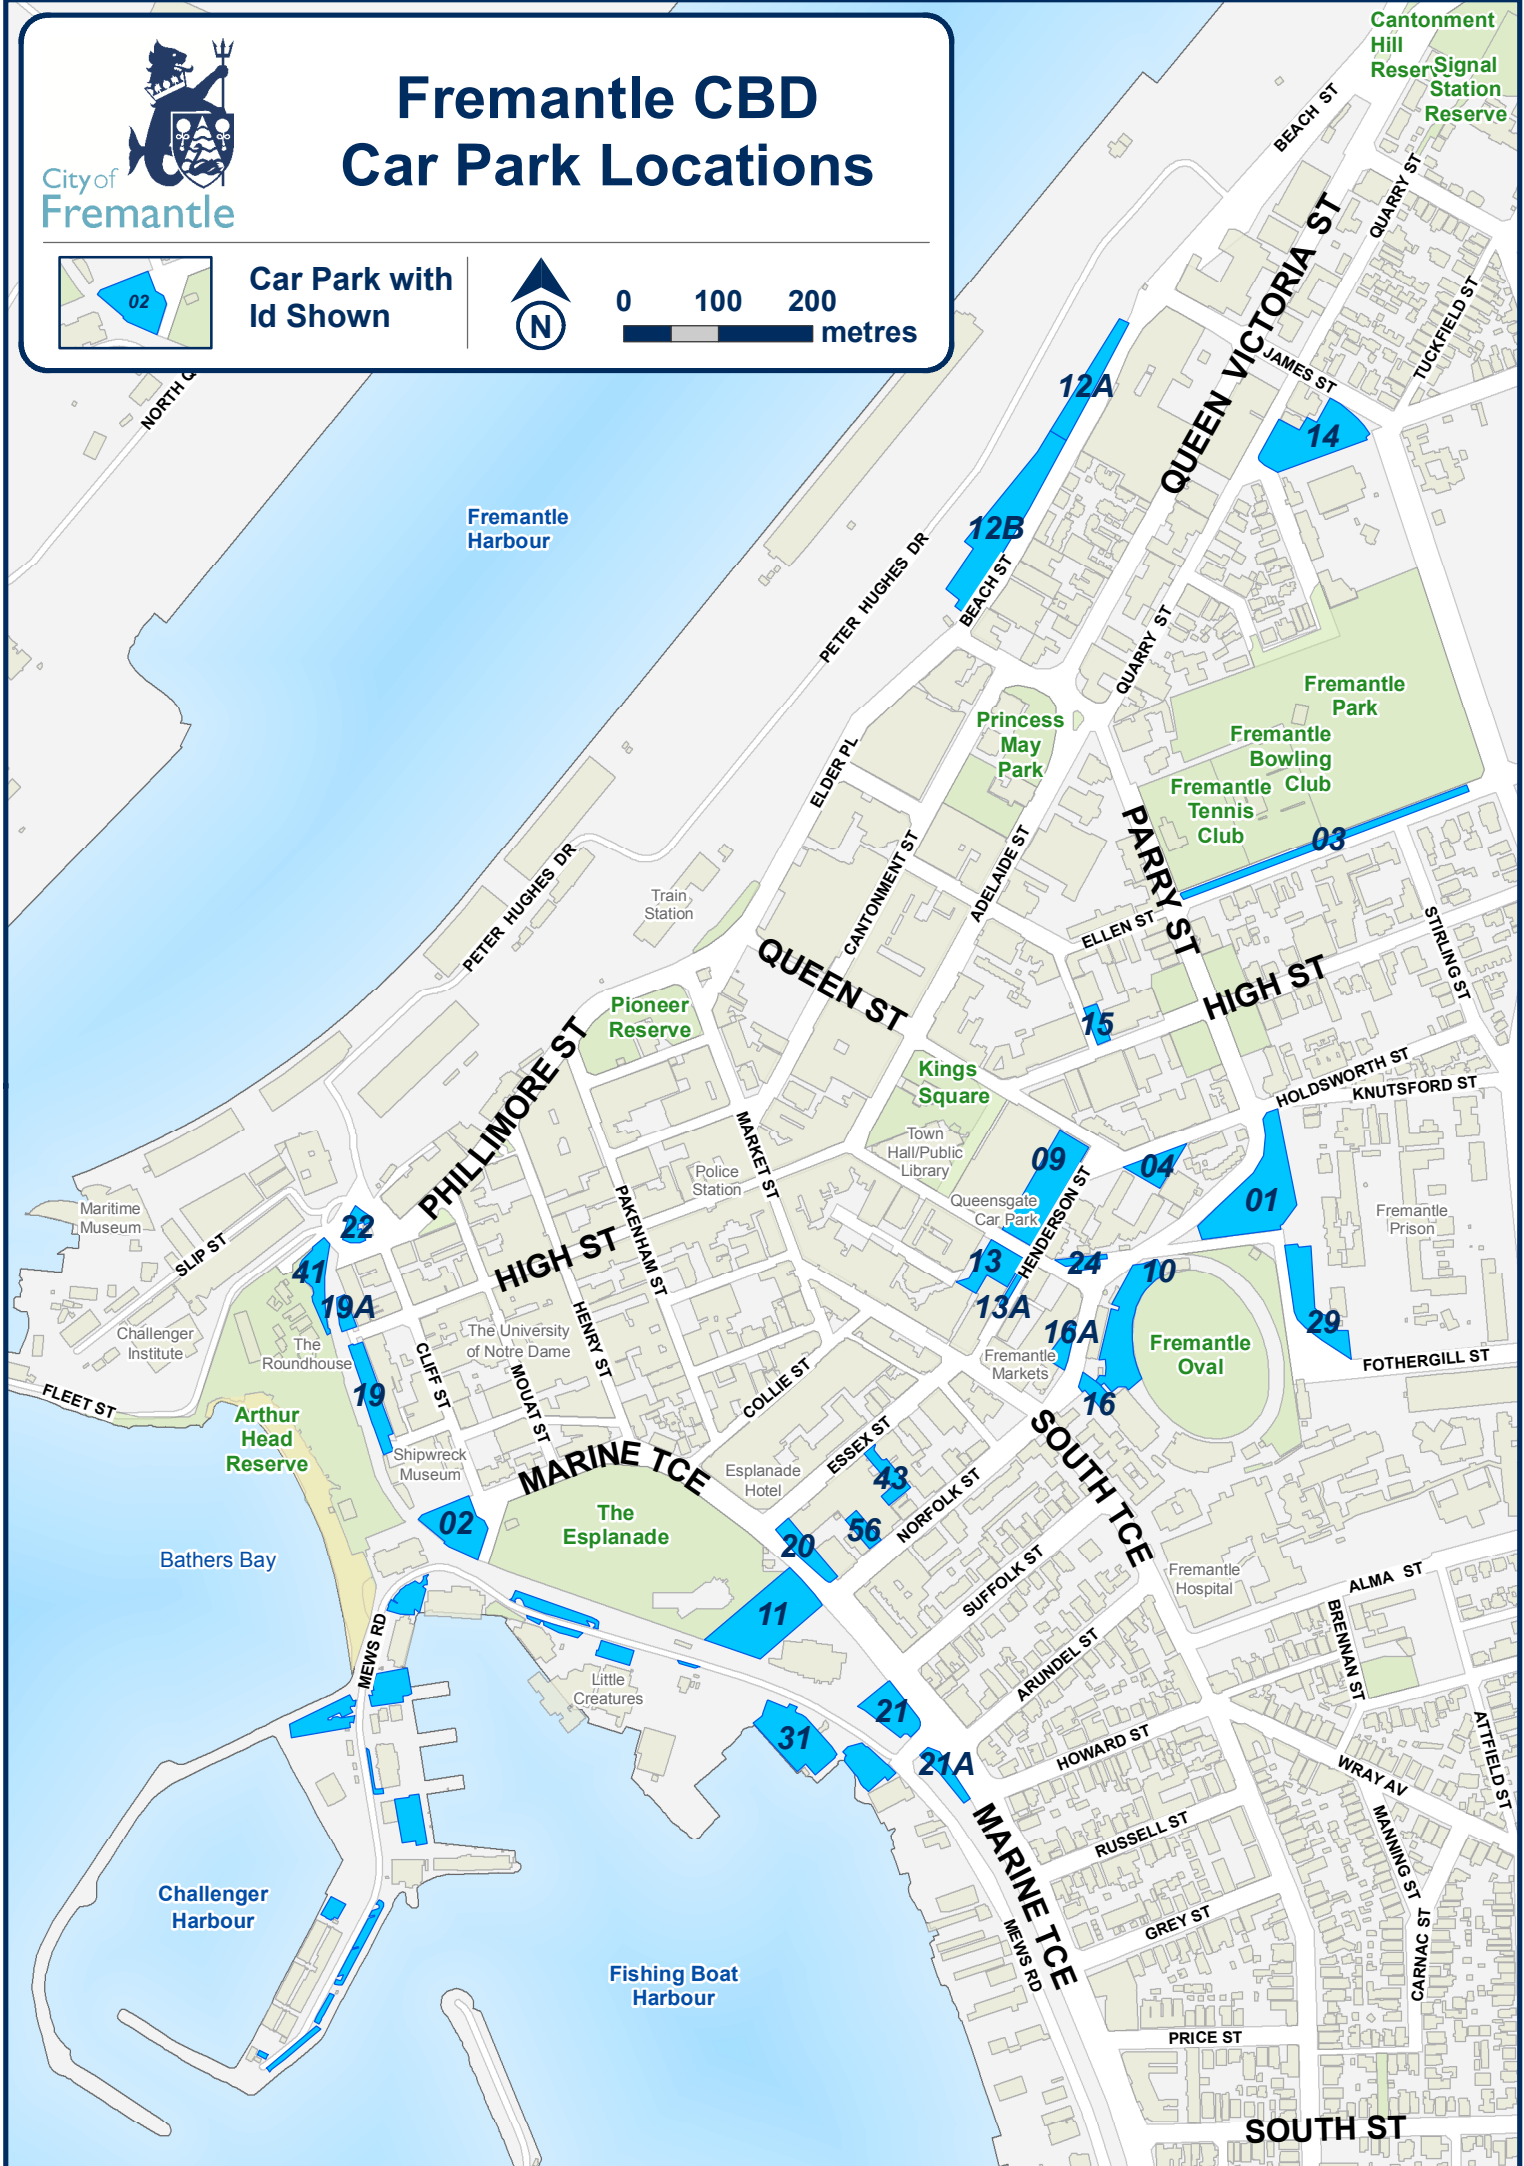 Fremantle CBD
Car Park Locations
City of
Fremantle
02
Car Park with
Id Shown
N
0 100 200
metres
Cantonment
Hill
Reserve
Signal
Station
Reserve
BEACH ST
QUARRY ST
QUEEN VICTORIA ST
TUCKFIELD ST
JAMES ST
NORTH Q
12A
14
12B
Fremantle
Harbour
PETER HUGHES DR
BEACH ST
QUARRY ST
Fremantle
Park
Princess
May
Park
Fremantle
Bowling
Club
Fremantle
Tennis
Club
ELDER PL
PARRY ST
03
CANTONMENT ST
ADELAIDE ST
PETER HUGHES DR
Train
Station
ELLEN ST
STIRLING ST
QUEEN ST
HIGH ST
Pioneer
Reserve
15
PHILLIMORE ST
Kings
Square
HOLDSWORTH ST
KNUTSFORD ST
MARKET ST
Town
Hall/Public
Library
09
04
Police
Station
01
Maritime
Museum
Queensgate
Car Park
Fremantle
Prison
PAKENHAM ST
HENDERSON ST
22
SLIP ST
HIGH ST
41
13
24
10
19A
13A
16A
29
HENRY ST
Challenger
Institute
The
Roundhouse
The University
of Notre Dame
Fremantle
Markets
Fremantle
Oval
FOTHERGILL ST
CLIFF ST
MOUAT ST
COLLIE ST
19
16
FLEET ST
Arthur
Head
Reserve
SOUTH TCE
ESSEX ST
Shipwreck
Museum
MARINE TCE
Esplanade
Hotel
43
NORFOLK ST
02
The
Esplanade
20
56
Bathers Bay
SUFFOLK ST
Fremantle
Hospital
ALMA ST
11
BRENNAN ST
MEWS RD
ARUNDEL ST
Little
Creatures
21
31
ATTFIELD ST
HOWARD ST
21A
WRAY AV
MARINE TCE
RUSSELL ST
MANNING ST
Challenger
Harbour
GREY ST
MEWS RD
CARNAC ST
Fishing Boat
Harbour
PRICE ST
SOUTH ST